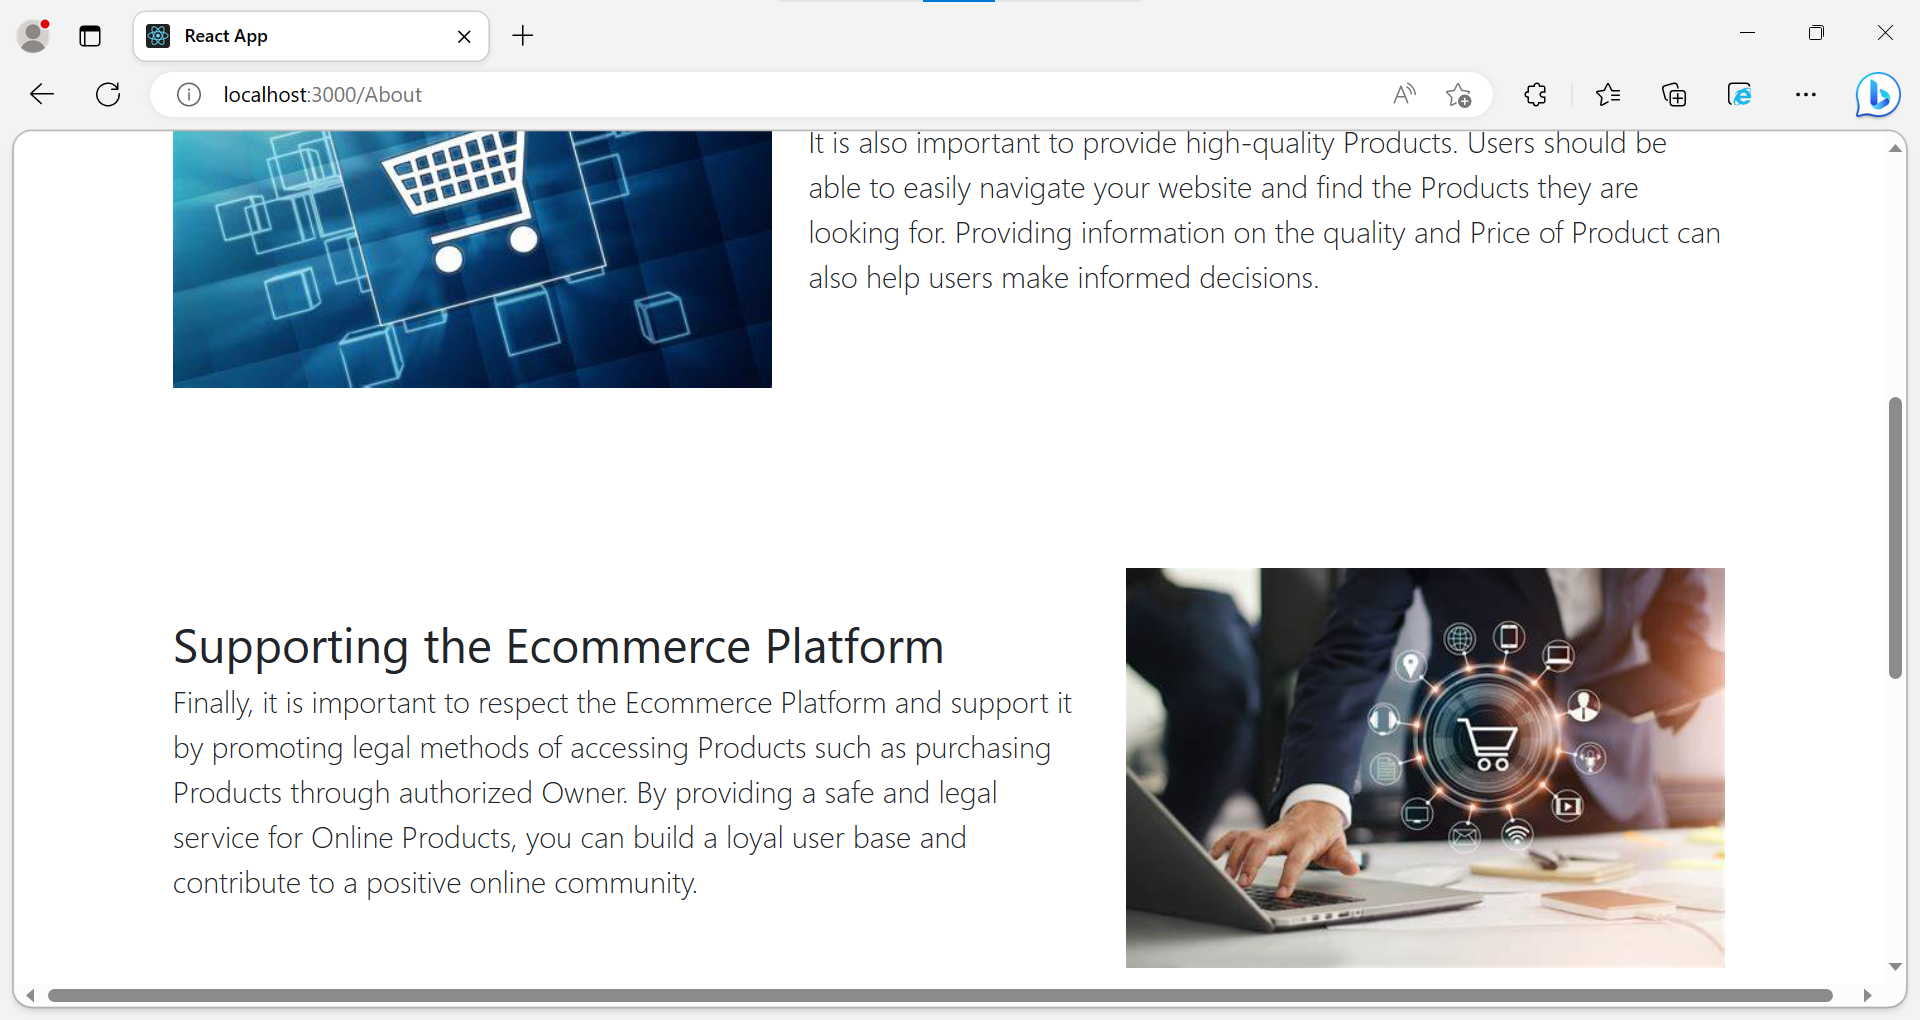 React App
localhost:3000/About
It is also important to provide high-quality Products. Users should be
able to easily navigate your website and find the Products they are
looking for. Providing information on the quality and Price of Product can
also help users make informed decisions.
Supporting the Ecommerce Platform
Finally, it is important to respect the Ecommerce Platform and support it
by promoting legal methods of accessing Products such as purchasing
Products through authorized Owner. By providing a safe and legal
service for Online Products, you can build a loyal user base and
contribute to a positive online community.